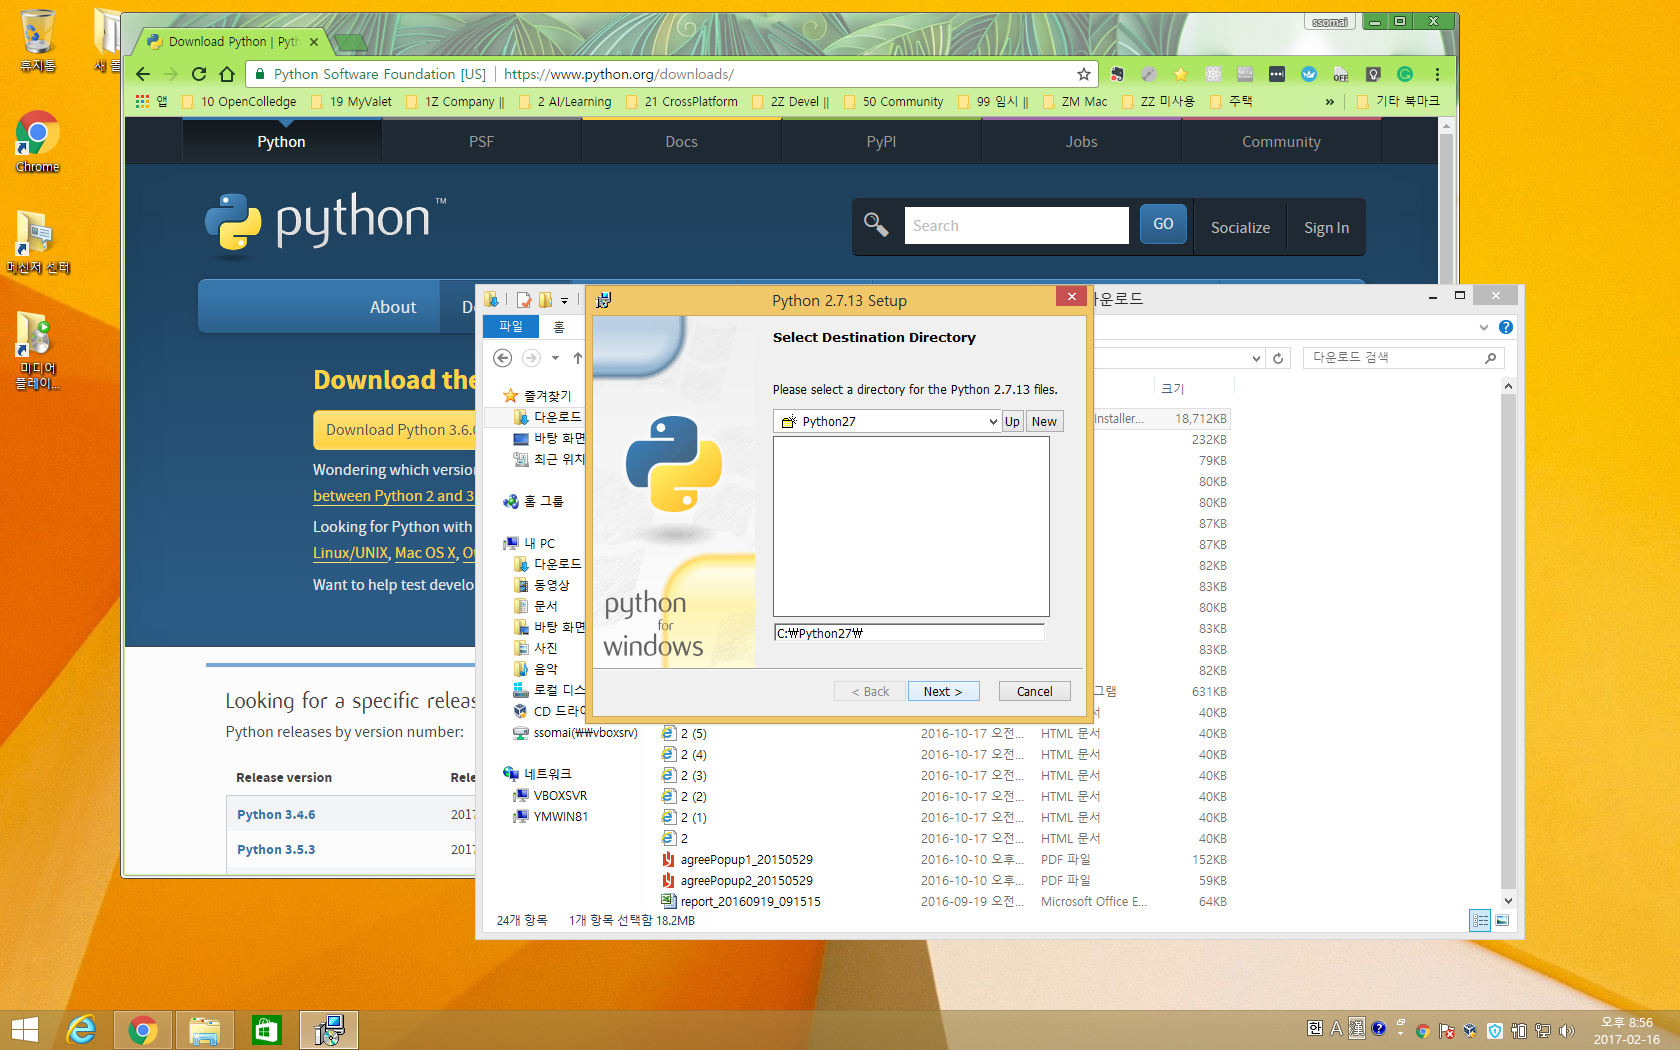 휴지통
새 폴
Chrome
메신저 센터
미디어
플레이...
Download Python | Pyth
ssomai
Python Software Foundation [US]
https://www.python.org/downloads/
앱
10 OpenColledge
19 MyValet
1Z Company ||
2 AI/Learning
21 CrossPlatform
2Z Devel ||
50 Community
99 임시 ||
ZM Mac
ZZ 미사용
주택
»
기타 북마크
Python
PSF
Docs
PyPI
Jobs
Community
python™
Search
GO
Socialize
Sign In
About
Download the
Download Python 3.6.0
Wondering which versio
between Python 2 and 3
Looking for Python with
Linux/UNIX, Mac OS X, Ot
Want to help test develo
Looking for a specific releas
Python releases by version number:
Release version
Rele
Python 3.4.6
2017
Python 3.5.3
2017
다운로드
파일
홈
다운로드 검색
크기
즐겨찾기
다운로드
바탕 화면
최근 위치
홈 그룹
내 PC
다운로드
동영상
문서
바탕 화면
사진
음악
로컬 디스
CD 드라이
ssomai(₩₩vboxsrv)
네트워크
VBOXSVR
YMWIN81
Installer...
18,712KB
232KB
79KB
80KB
80KB
87KB
87KB
82KB
83KB
80KB
83KB
83KB
82KB
그램
631KB
서
40KB
2 (5)
2016-10-17 오전...
HTML 문서
40KB
2 (4)
2016-10-17 오전...
HTML 문서
40KB
2 (3)
2016-10-17 오전...
HTML 문서
40KB
2 (2)
2016-10-17 오전...
HTML 문서
40KB
2 (1)
2016-10-17 오전...
HTML 문서
40KB
2
2016-10-17 오전...
HTML 문서
40KB
agreePopup1_20150529
2016-10-10 오후...
PDF 파일
152KB
agreePopup2_20150529
2016-10-10 오후...
PDF 파일
59KB
report_20160919_091515
2016-09-19 오전...
Microsoft Office E...
64KB
24개 항목
1개 항목 선택함 18.2MB
Python 2.7.13 Setup
Select Destination Directory
Please select a directory for the Python 2.7.13 files.
Python27
Up
New
C:₩Python27₩
python
for
windows
< Back
Next >
Cancel
한 A 漢
오후 8:56
2017-02-16